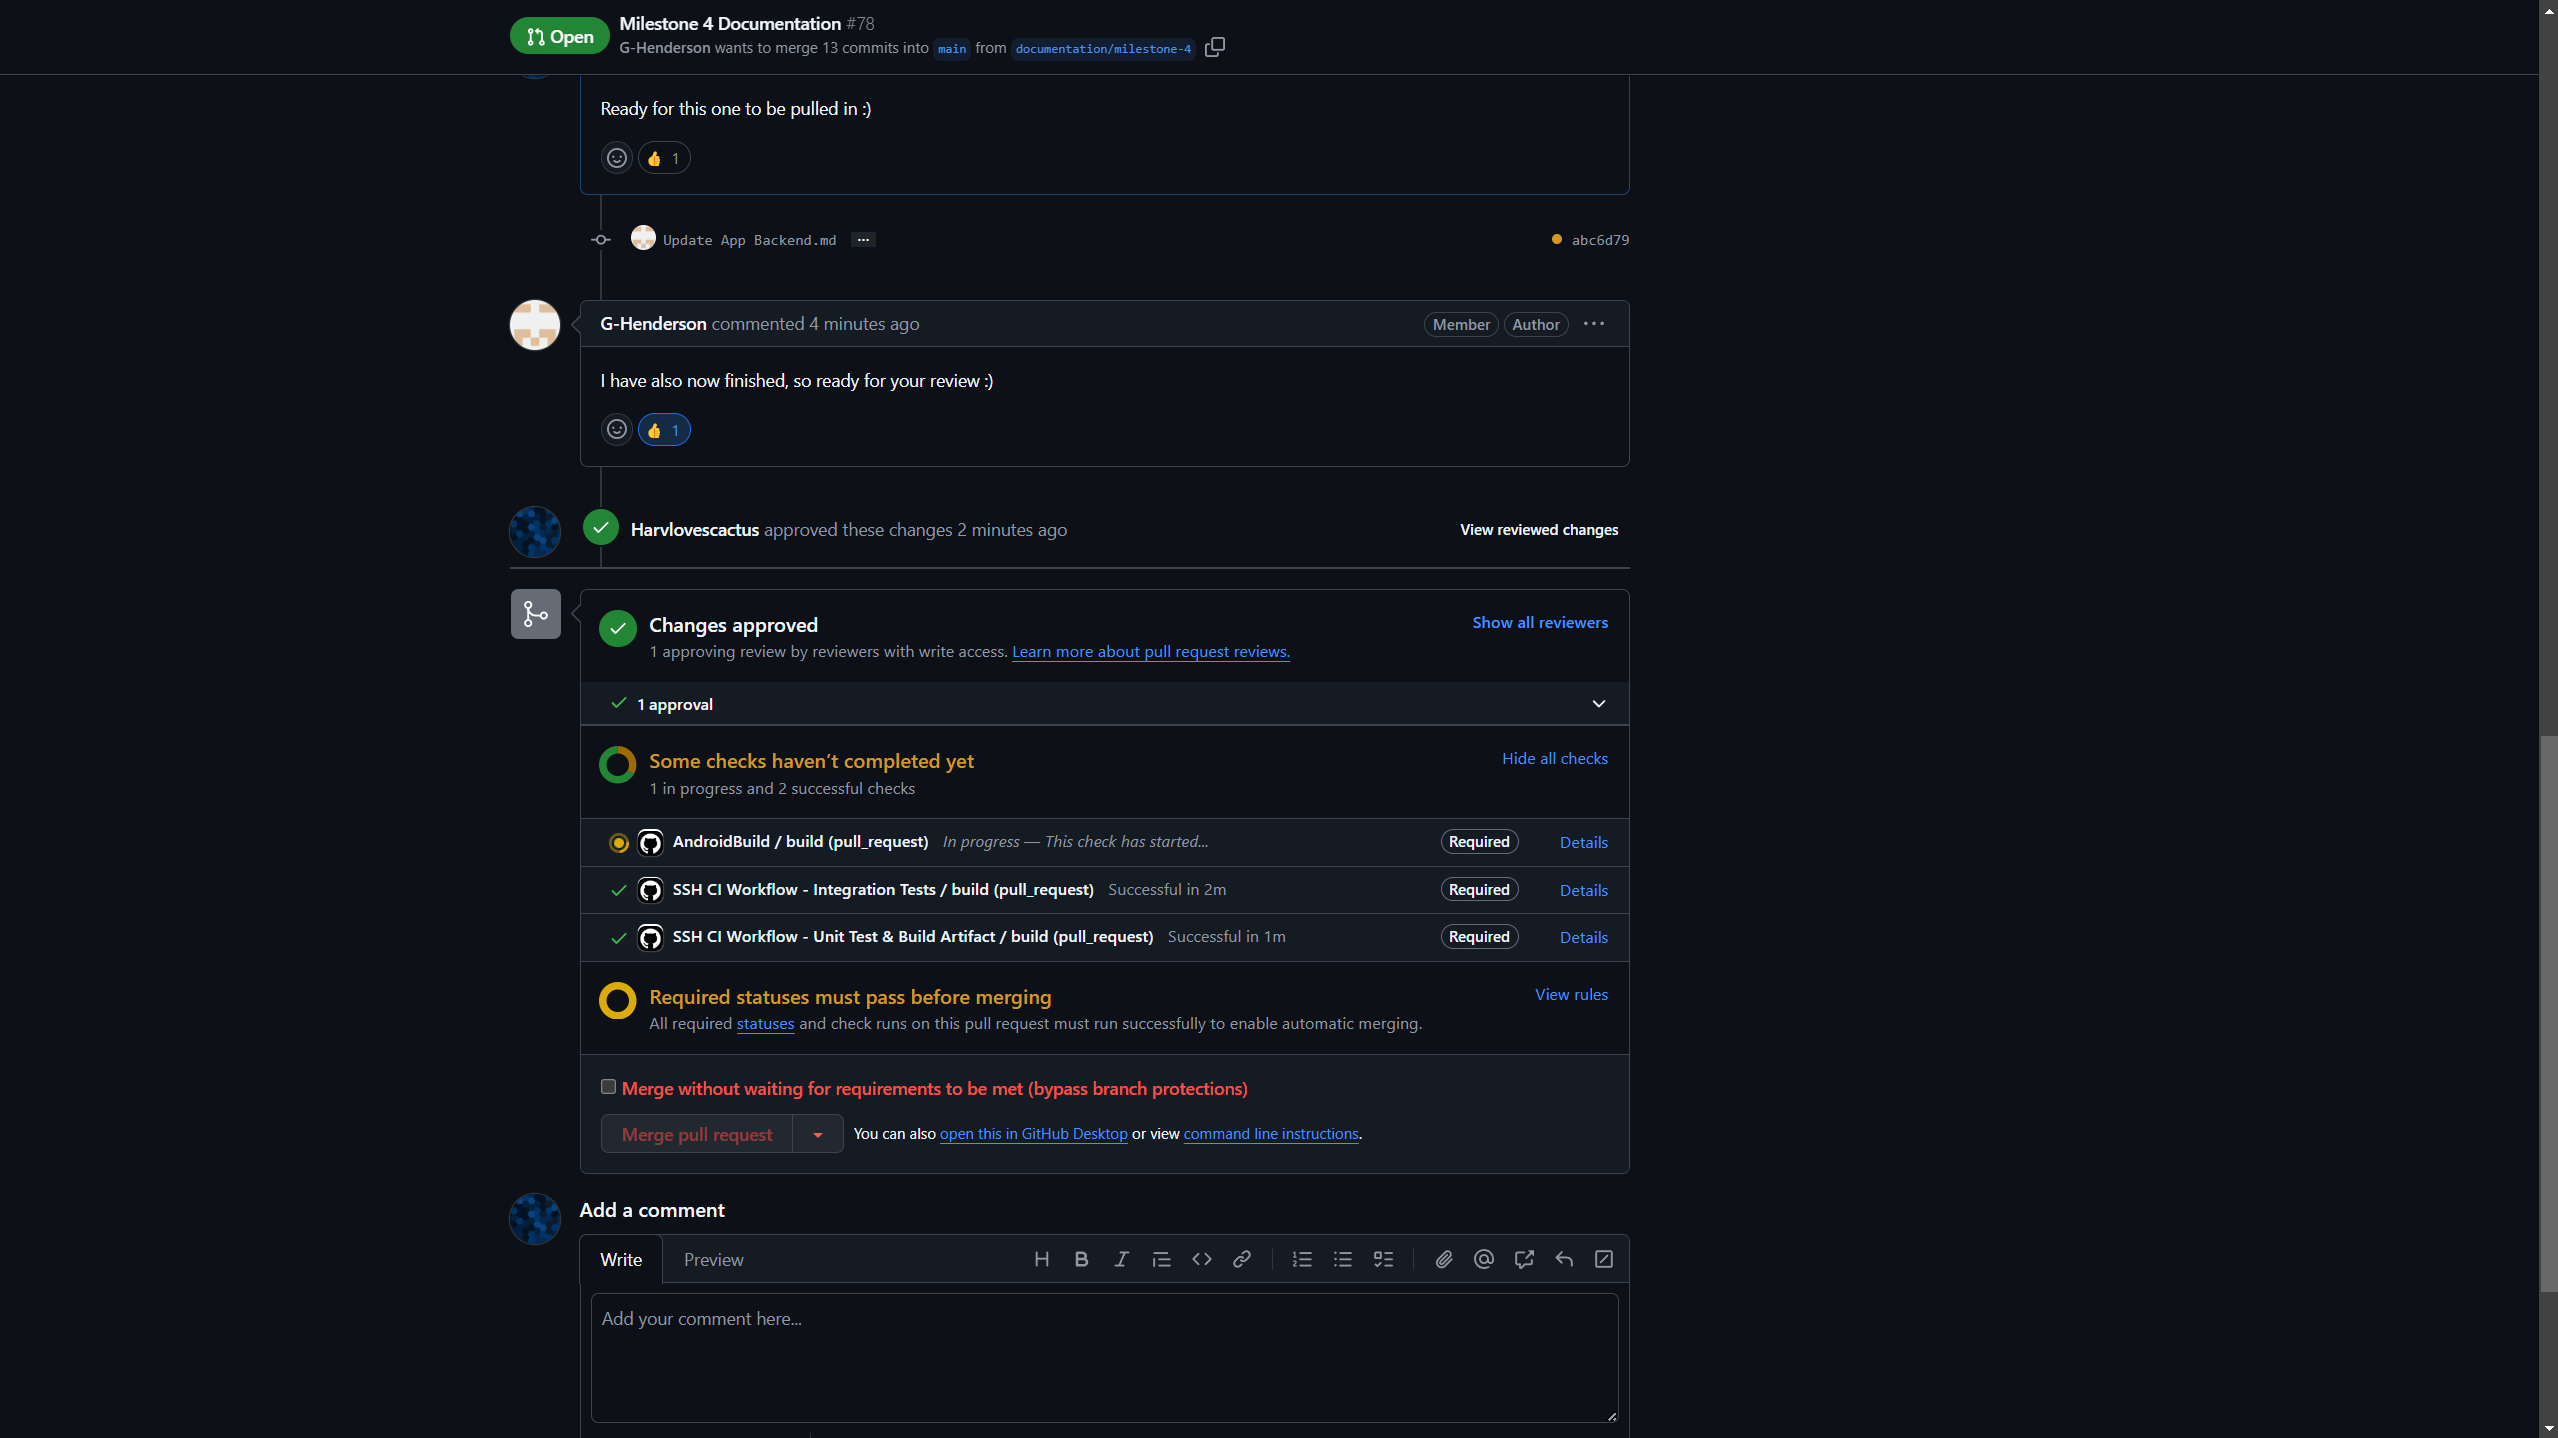 Open
Milestone 4 Documentation #78
G-Henderson wants to merge 13 commits into main from documentation/milestone-4
Ready for this one to be pulled in :)
👍 1
Update App Backend.md ...
abc6d79
G-Henderson commented 4 minutes ago
Member Author ...
I have also now finished, so ready for your review :)
👍 1
Harvlovescactus approved these changes 2 minutes ago
View reviewed changes
Changes approved
Show all reviewers
1 approving review by reviewers with write access. Learn more about pull request reviews.
1 approval
Some checks haven’t completed yet
Hide all checks
1 in progress and 2 successful checks
AndroidBuild / build (pull_request) In progress — This check has started... Required Details
SSH CI Workflow - Integration Tests / build (pull_request) Successful in 2m Required Details
SSH CI Workflow - Unit Test & Build Artifact / build (pull_request) Successful in 1m Required Details
Required statuses must pass before merging
View rules
All required statuses and check runs on this pull request must run successfully to enable automatic merging.
Merge without waiting for requirements to be met (bypass branch protections)
Merge pull request
You can also open this in GitHub Desktop or view command line instructions.
Add a comment
Write Preview
Add your comment here...